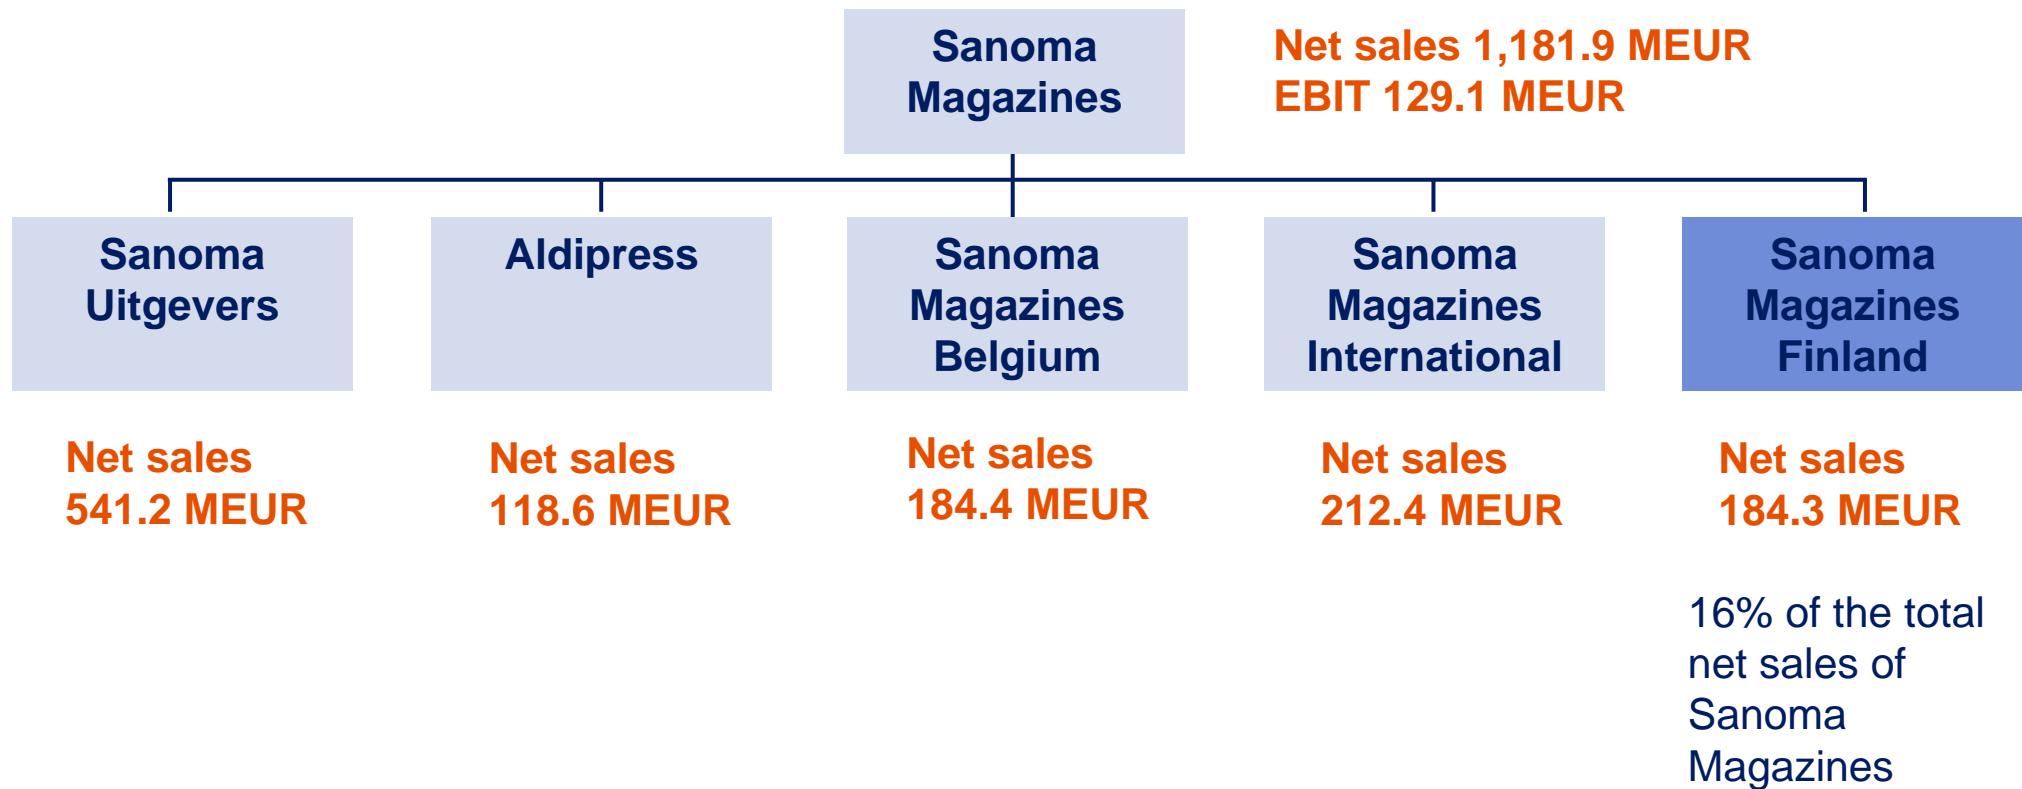 Sanoma
Magazines
Net sales 1,181.9 MEUR
EBIT 129.1 MEUR
Sanoma
Uitgevers
Aldipress
Sanoma
Magazines
Belgium
Sanoma
Magazines
International
Sanoma
Magazines
Finland
Net sales
541.2 MEUR
Net sales
118.6 MEUR
Net sales
184.4 MEUR
Net sales
212.4 MEUR
Net sales
184.3 MEUR
16% of the total
net sales of
Sanoma
Magazines